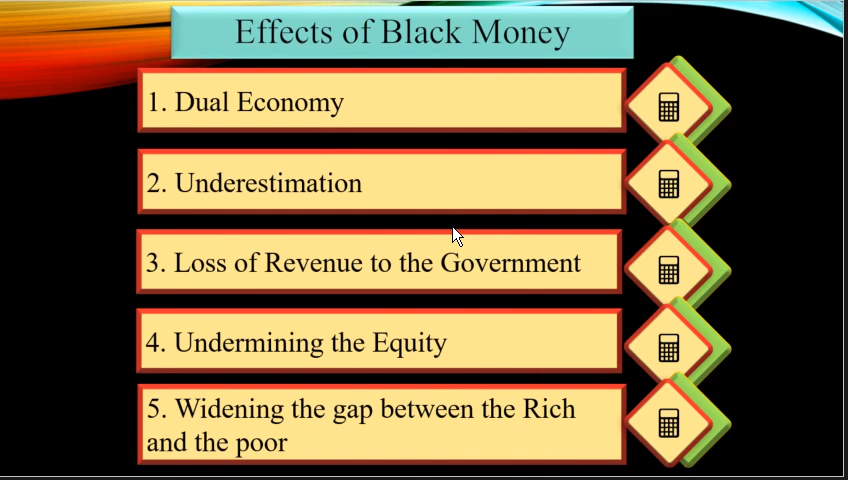 Effects of Black Money
1. Dual Economy
2. Underestimation
3. Loss of Revenue to the Government
4. Undermining the Equity
5. Widening the gap between the Rich
and the poor